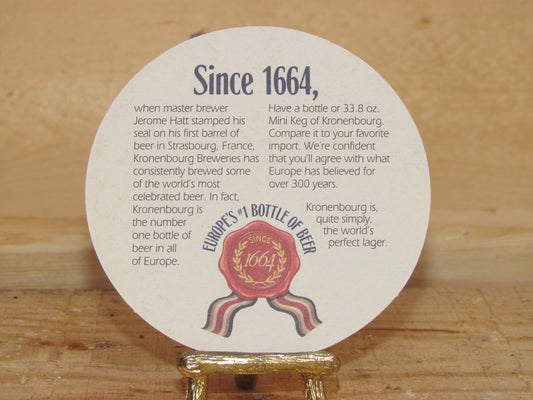 Since 1664,
when master brewer
Jerome Hatt stamped his
seal on his first barrel of
beer in Strasbourg, France,
Kronenbourg Breweries has
consistently brewed some
of the world's most
celebrated beer. In fact,
Kronenbourg is
the number
one bottle of
beer in all
of Europe.
Have a bottle or 33.8 oz.
Mini Keg of Kronenbourg.
Compare it to your favorite
import. We're confident
that you'll agree with what
Europe has believed for
over 300 years.
Kronenbourg is,
quite simply,
the world's
perfect lager.
EUROPE'S #1 BOTTLE OF BEER
SINCE
1664